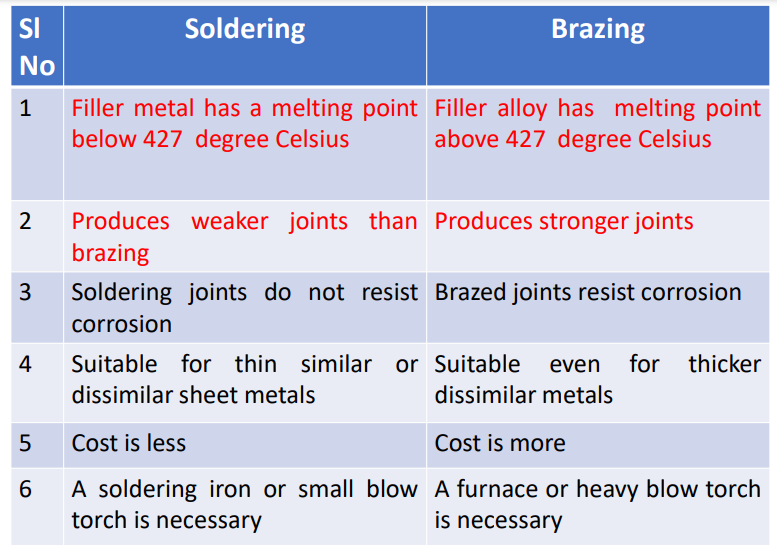 Sl No Soldering Brazing
1 Filler metal has a melting point below 427 degree Celsius Filler alloy has melting point above 427 degree Celsius
2 Produces weaker joints than brazing Produces stronger joints
3 Soldering joints do not resist corrosion Brazed joints resist corrosion
4 Suitable for thin similar or dissimilar sheet metals Suitable even for thicker dissimilar metals
5 Cost is less Cost is more
6 A soldering iron or small blow torch is necessary A furnace or heavy blow torch is necessary